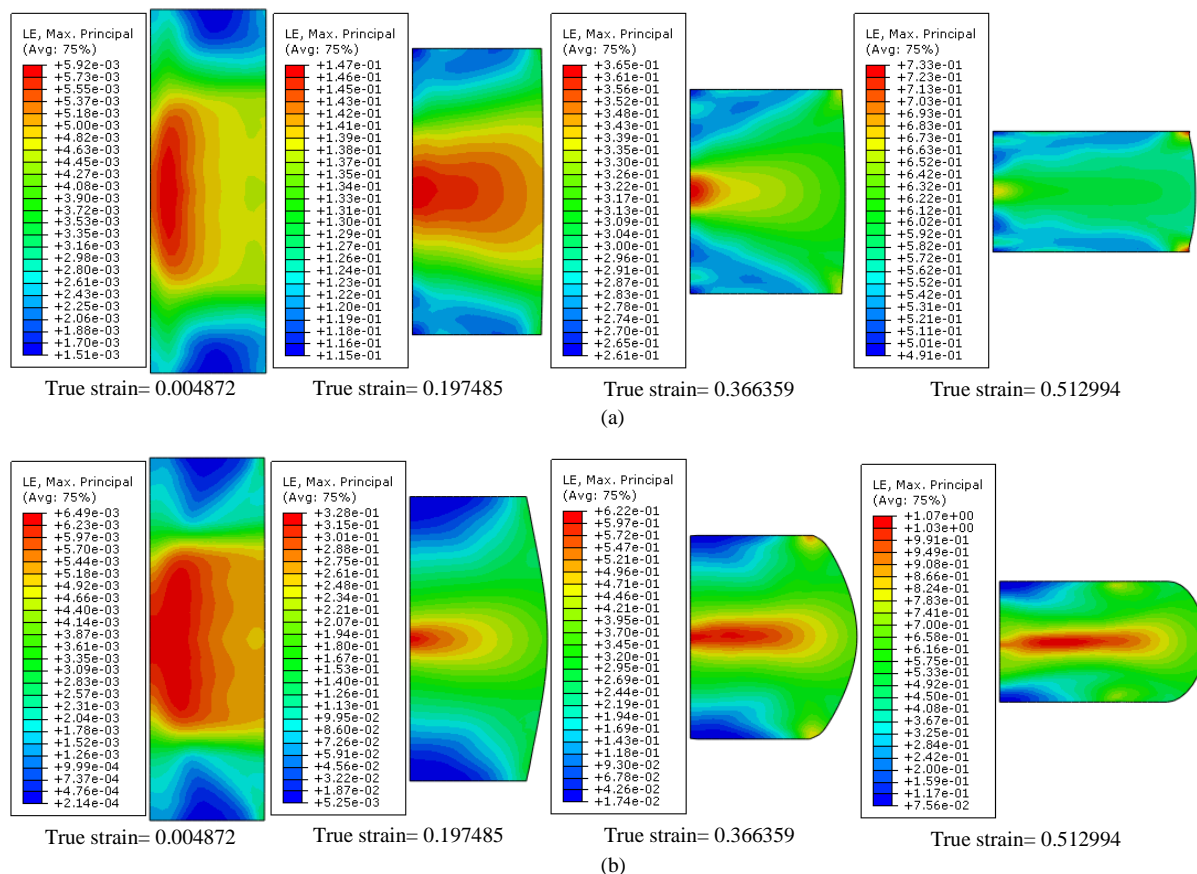 LE, Max. Principal
(Avg: 75%)
+5.92e-03
+5.73e-03
+5.55e-03
+5.37e-03
+5.18e-03
+5.00e-03
+4.82e-03
+4.63e-03
+4.45e-03
+4.27e-03
+4.08e-03
+3.90e-03
+3.72e-03
+3.53e-03
+3.35e-03
+3.16e-03
+2.98e-03
+2.80e-03
+2.61e-03
+2.43e-03
+2.25e-03
+2.06e-03
+1.88e-03
+1.70e-03
+1.51e-03
True strain= 0.004872
LE, Max. Principal
(Avg: 75%)
+1.47e-01
+1.46e-01
+1.45e-01
+1.43e-01
+1.42e-01
+1.41e-01
+1.39e-01
+1.38e-01
+1.37e-01
+1.35e-01
+1.34e-01
+1.33e-01
+1.31e-01
+1.30e-01
+1.29e-01
+1.27e-01
+1.26e-01
+1.24e-01
+1.23e-01
+1.22e-01
+1.20e-01
+1.19e-01
+1.18e-01
+1.16e-01
+1.15e-01
True strain= 0.197485
LE, Max. Principal
(Avg: 75%)
+3.65e-01
+3.61e-01
+3.56e-01
+3.52e-01
+3.48e-01
+3.43e-01
+3.39e-01
+3.35e-01
+3.30e-01
+3.26e-01
+3.22e-01
+3.17e-01
+3.13e-01
+3.09e-01
+3.04e-01
+3.00e-01
+2.96e-01
+2.91e-01
+2.87e-01
+2.83e-01
+2.78e-01
+2.74e-01
+2.70e-01
+2.65e-01
+2.61e-01
True strain= 0.366359
LE, Max. Principal
(Avg: 75%)
+7.33e-01
+7.23e-01
+7.13e-01
+7.03e-01
+6.93e-01
+6.83e-01
+6.73e-01
+6.63e-01
+6.52e-01
+6.42e-01
+6.32e-01
+6.22e-01
+6.12e-01
+6.02e-01
+5.92e-01
+5.82e-01
+5.72e-01
+5.62e-01
+5.52e-01
+5.42e-01
+5.31e-01
+5.21e-01
+5.11e-01
+5.01e-01
+4.91e-01
True strain= 0.512994
(a)
LE, Max. Principal
(Avg: 75%)
+6.49e-03
+6.23e-03
+5.97e-03
+5.70e-03
+5.44e-03
+5.18e-03
+4.92e-03
+4.66e-03
+4.40e-03
+4.14e-03
+3.87e-03
+3.61e-03
+3.35e-03
+3.09e-03
+2.83e-03
+2.57e-03
+2.31e-03
+2.04e-03
+1.78e-03
+1.52e-03
+1.26e-03
+9.99e-04
+7.37e-04
+4.76e-04
+2.14e-04
True strain= 0.004872
LE, Max. Principal
(Avg: 75%)
+3.28e-01
+3.15e-01
+3.01e-01
+2.88e-01
+2.75e-01
+2.61e-01
+2.48e-01
+2.34e-01
+2.21e-01
+2.07e-01
+1.94e-01
+1.80e-01
+1.67e-01
+1.53e-01
+1.40e-01
+1.26e-01
+1.13e-01
+9.95e-02
+8.60e-02
+7.26e-02
+5.91e-02
+4.56e-02
+3.22e-02
+1.87e-02
+5.25e-03
True strain= 0.197485
LE, Max. Principal
(Avg: 75%)
+6.22e-01
+5.97e-01
+5.72e-01
+5.47e-01
+5.21e-01
+4.96e-01
+4.71e-01
+4.46e-01
+4.21e-01
+3.95e-01
+3.70e-01
+3.45e-01
+3.20e-01
+2.95e-01
+2.69e-01
+2.44e-01
+2.19e-01
+1.94e-01
+1.69e-01
+1.43e-01
+1.18e-01
+9.30e-02
+6.78e-02
+4.26e-02
+1.74e-02
True strain= 0.366359
LE, Max. Principal
(Avg: 75%)
+1.07e+00
+1.03e+00
+9.91e-01
+9.49e-01
+9.08e-01
+8.66e-01
+8.24e-01
+7.83e-01
+7.41e-01
+7.00e-01
+6.58e-01
+6.16e-01
+5.75e-01
+5.33e-01
+4.92e-01
+4.50e-01
+4.08e-01
+3.67e-01
+3.25e-01
+2.84e-01
+2.42e-01
+2.00e-01
+1.59e-01
+1.17e-01
+7.56e-02
True strain= 0.512994
(b)